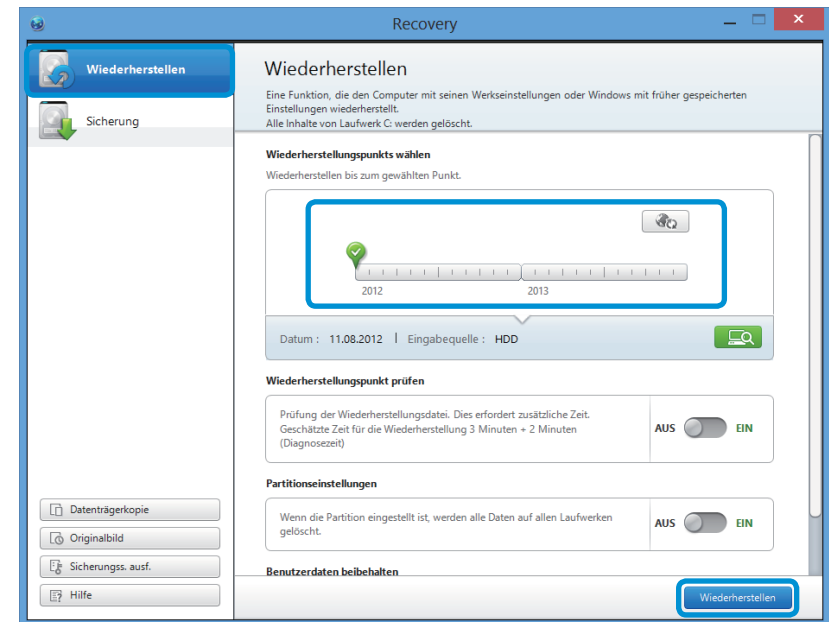 Recovery
Wiederherstellen
Sicherung
Wiederherstellen
Eine Funktion, die den Computer mit seinen Werkseinstellungen oder Windows mit früher gespeicherten
Einstellungen wiederherstellt.
Alle Inhalte von Laufwerk C: werden gelöscht.
Wiederherstellungspunkts wählen
Wiederherstellen bis zum gewählten Punkt.
2012 2013
Datum : 11.08.2012 | Eingabequelle : HDD
Wiederherstellungspunkt prüfen
Prüfung der Wiederherstellungsdatei. Dies erfordert zusätzliche Zeit.
Geschätzte Zeit für die Wiederherstellung 3 Minuten + 2 Minuten
(Diagnosezeit)
AUS EIN
Partitionseinstellungen
Wenn die Partition eingestellt ist, werden alle Daten auf allen Laufwerken
gelöscht.
AUS EIN
Benutzerdaten beibehalten
Datenträgerkopie
Originalbild
Sicherungss. ausf.
Hilfe
Wiederherstellen